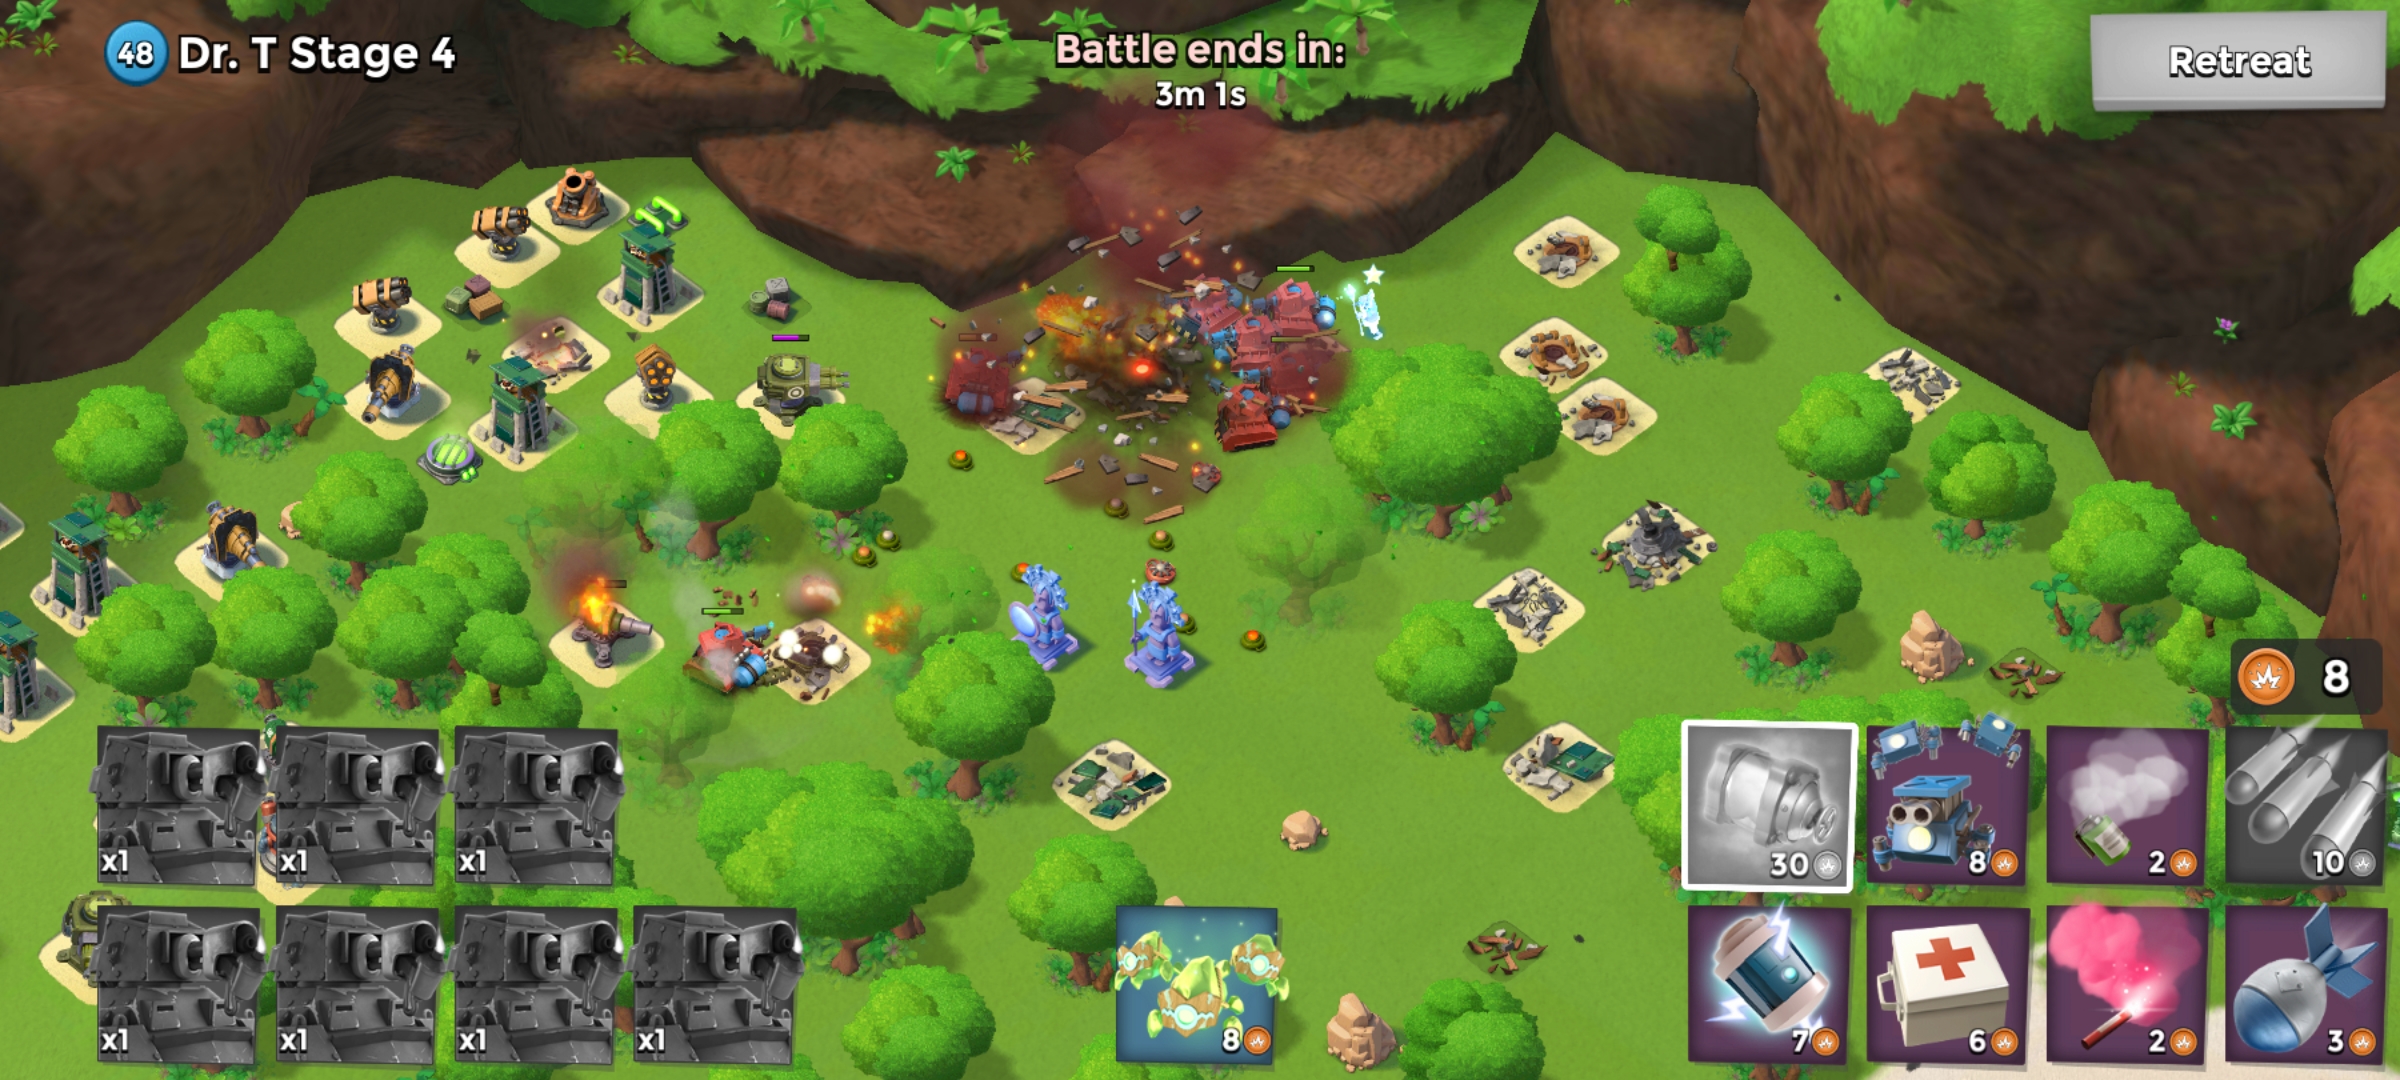 48 Dr. T Stage 4
Battle ends in:
3m 1s
Retreat
8
x1
x1
x1
30
8
2
10
x1
x1
x1
x1
8
7
6
2
3